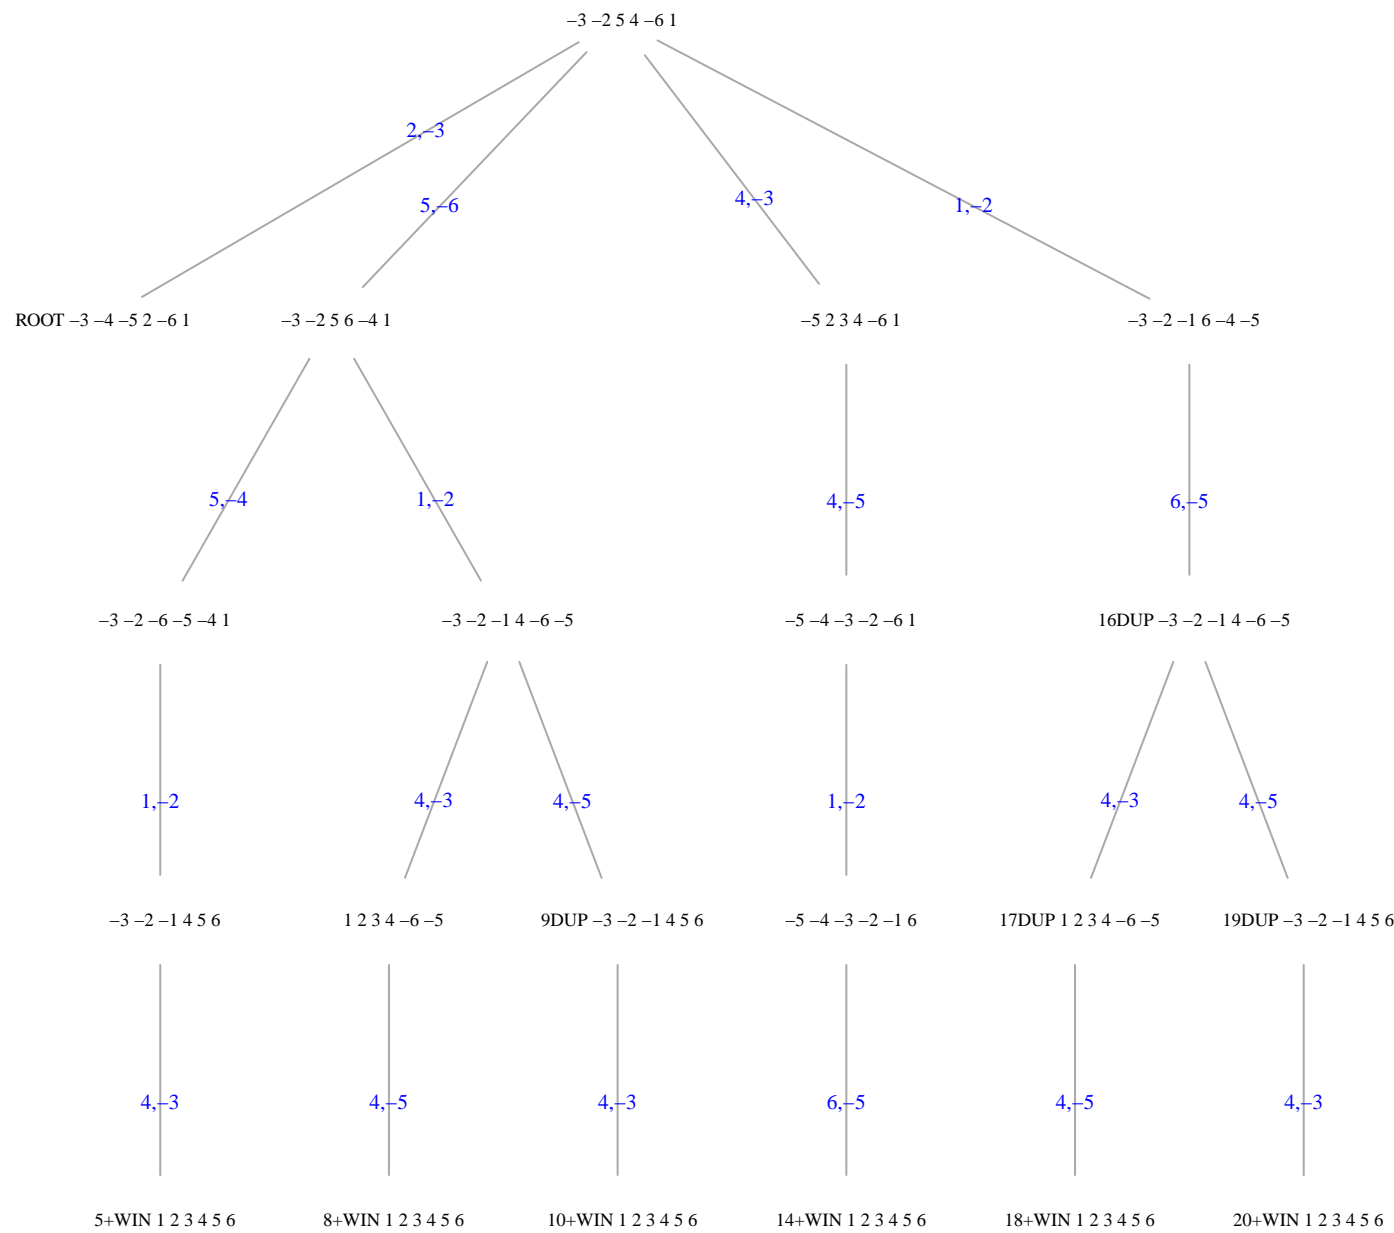 –3 –2 5 4 –6 1
2,–3
5,–6
4,–3
1,–2
ROOT –3 –4 –5 2 –6 1
–3 –2 5 6 –4 1
–5 2 3 4 –6 1
–3 –2 –1 6 –4 –5
5,–4
1,–2
4,–5
6,–5
–3 –2 –6 –5 –4 1
–3 –2 –1 4 –6 –5
–5 –4 –3 –2 –6 1
16DUP –3 –2 –1 4 –6 –5
1,–2
4,–3
4,–5
1,–2
4,–3
4,–5
–3 –2 –1 4 5 6
1 2 3 4 –6 –5
9DUP –3 –2 –1 4 5 6
–5 –4 –3 –2 –1 6
17DUP 1 2 3 4 –6 –5
19DUP –3 –2 –1 4 5 6
4,–3
4,–5
4,–3
6,–5
4,–5
4,–3
5+WIN 1 2 3 4 5 6
8+WIN 1 2 3 4 5 6
10+WIN 1 2 3 4 5 6
14+WIN 1 2 3 4 5 6
18+WIN 1 2 3 4 5 6
20+WIN 1 2 3 4 5 6